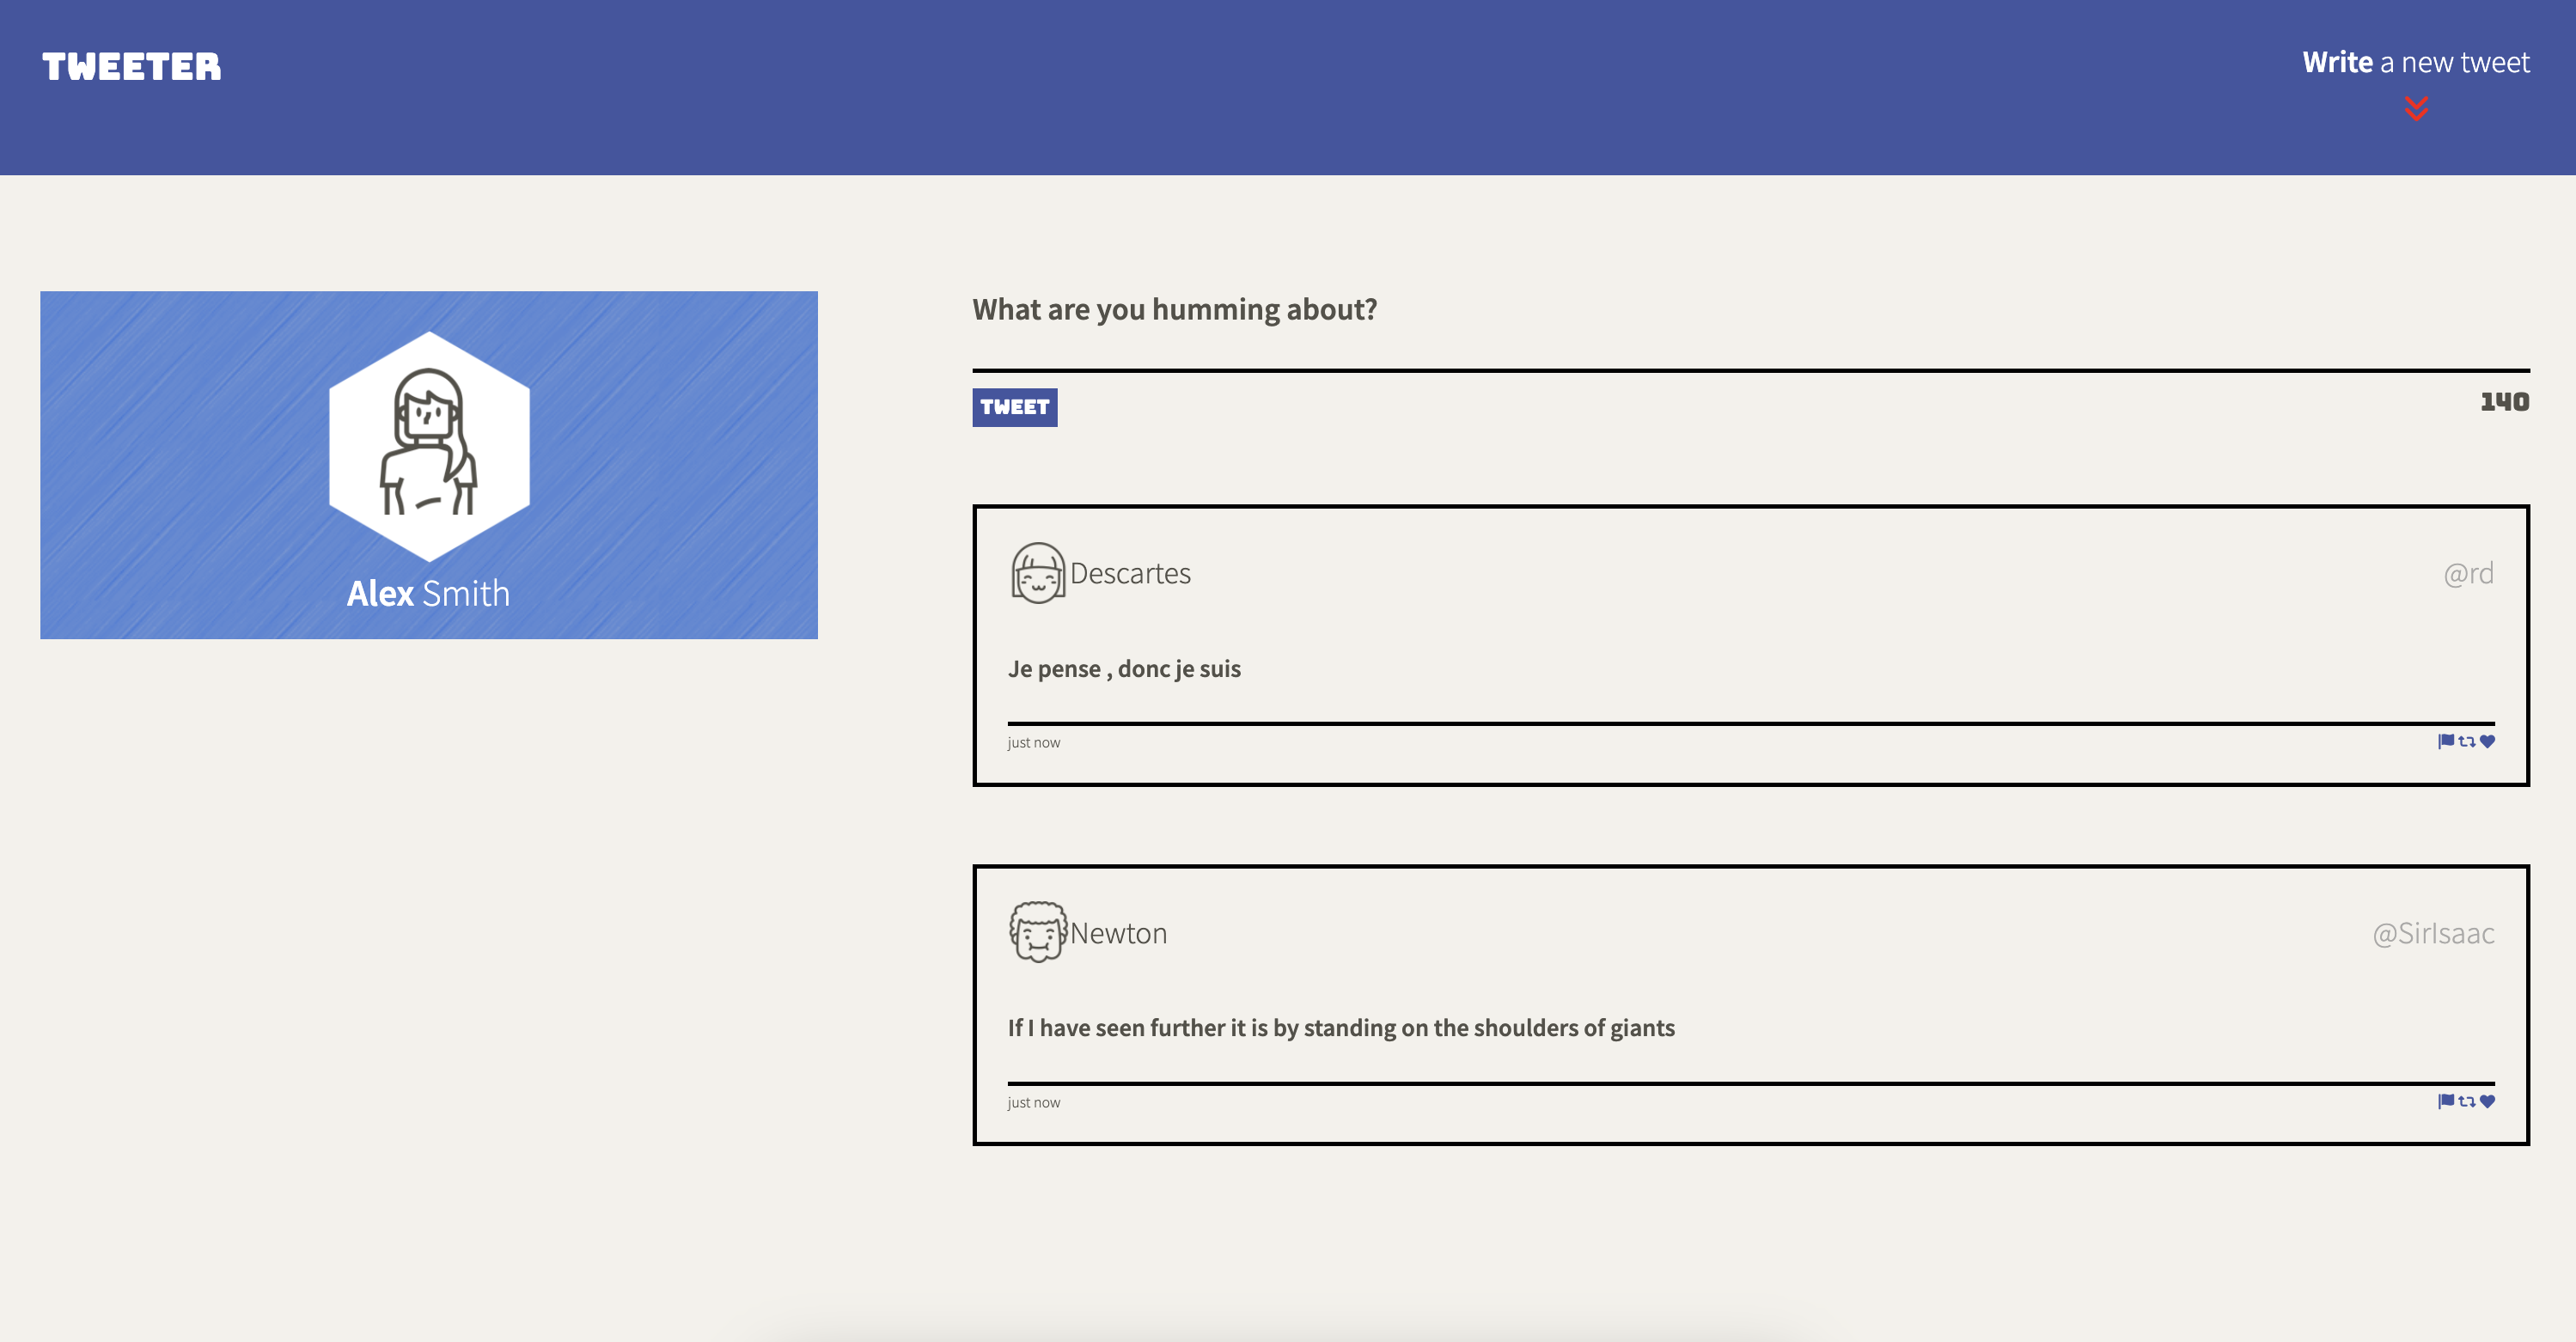 TWEETER
Write a new tweet
Alex Smith
What are you humming about?
TWEET
140
Descartes
@rd
Je pense , donc je suis
just now
Newton
@SirIsaac
If I have seen further it is by standing on the shoulders of giants
just now